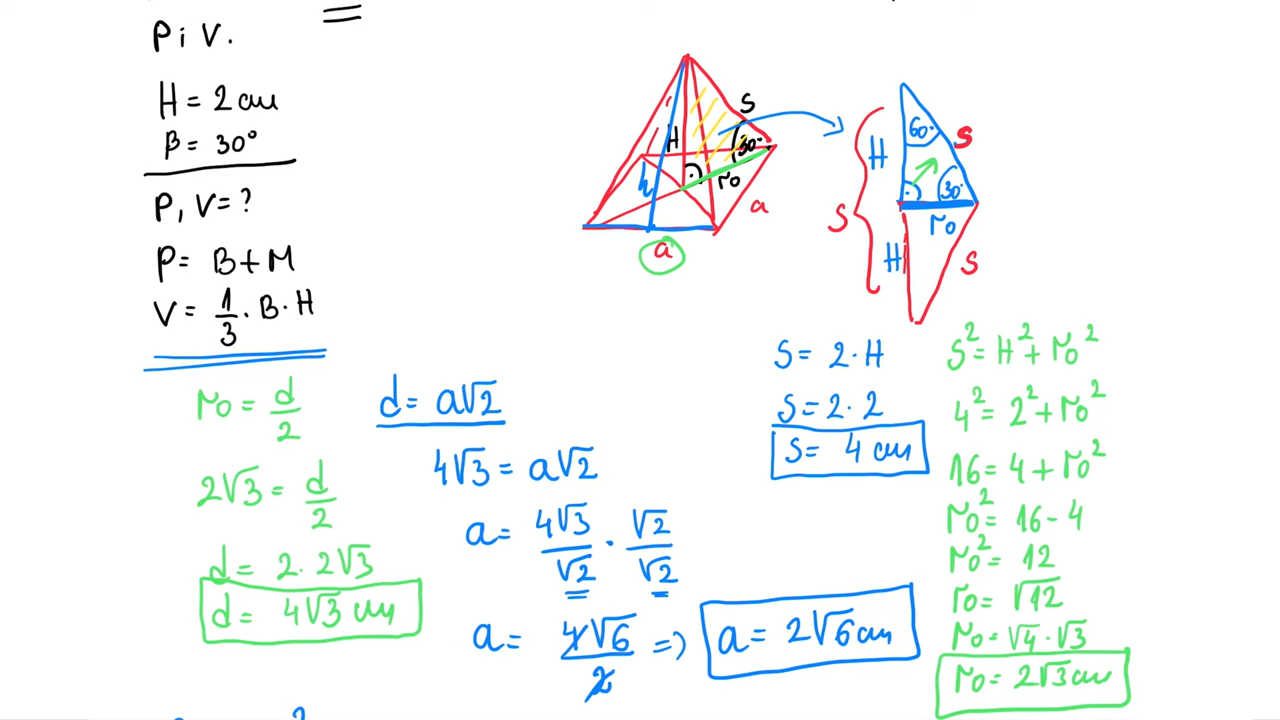 P i V.
H = 2 cm
β = 30°
P, V = ?
P = B + M
V = 1/3 · B · H
S
H
30°
h
r₀
a
a
60°
S
H
30°
S
r₀
H
S
r₀ = d/2
2√3 = d/2
d = 2 · 2√3
d = 4√3 cm
d = a√2
4√3 = a√2
a = 4√3/√2 · √2/√2
a = 4√6/2 => a = 2√6 cm
S = 2 · H
S = 2 · 2
S = 4 cm
S² = H² + r₀²
4² = 2² + r₀²
16 = 4 + r₀²
r₀² = 16 - 4
r₀² = 12
r₀ = √12
r₀ = √4 · √3
r₀ = 2√3 cm